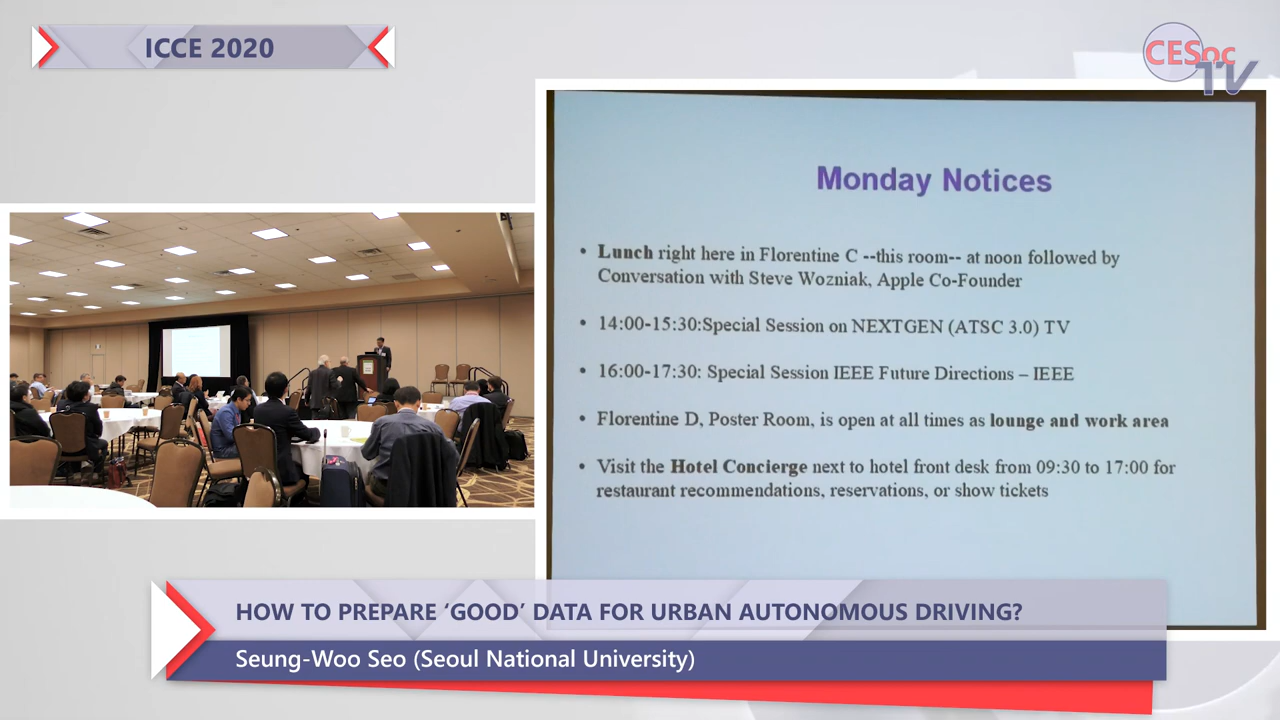 ICCE 2020
CESoc
TV
Monday Notices
• Lunch right here in Florentine C --this room-- at noon followed by
Conversation with Steve Wozniak, Apple Co-Founder
• 14:00-15:30:Special Session on NEXTGEN (ATSC 3.0) TV
• 16:00-17:30: Special Session IEEE Future Directions – IEEE
• Florentine D, Poster Room, is open at all times as lounge and work area
• Visit the Hotel Concierge next to hotel front desk from 09:30 to 17:00 for
restaurant recommendations, reservations, or show tickets
HOW TO PREPARE ‘GOOD’ DATA FOR URBAN AUTONOMOUS DRIVING?
Seung-Woo Seo (Seoul National University)